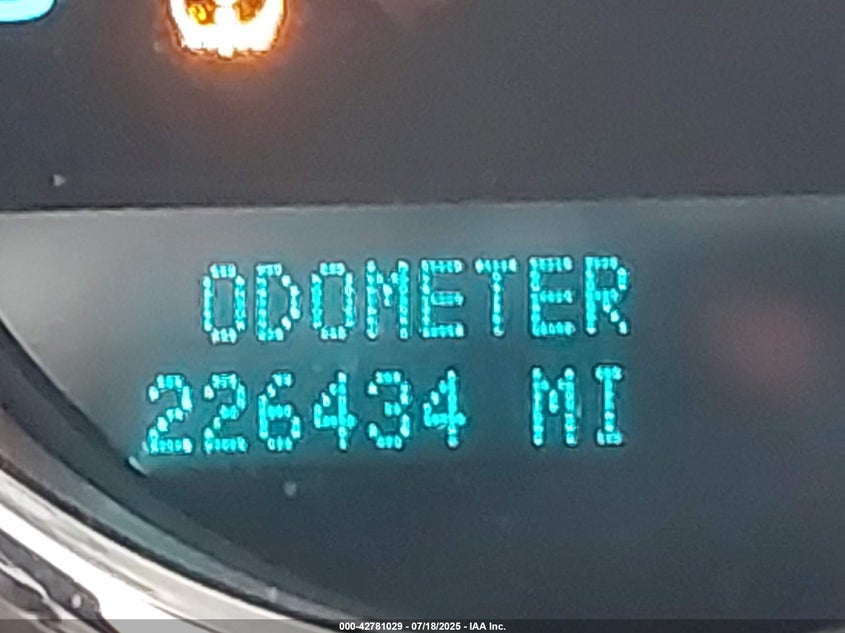 ODOMETER
226434 MI
000-42781029 - 07/18/2025 - IAA Inc.